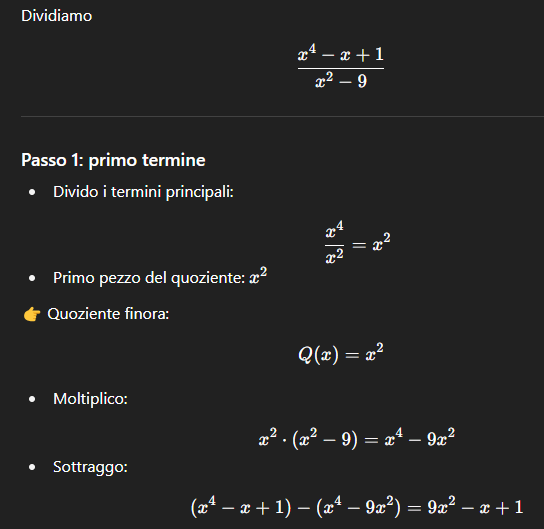 Dividiamo
$$\frac{x^4 - x + 1}{x^2 - 9}$$
Passo 1: primo termine
• Divido i termini principali:
$$\frac{x^4}{x^2} = x^2$$
• Primo pezzo del quoziente: $x^2$
👉 Quoziente finora:
$$Q(x) = x^2$$
• Moltiplico:
$$x^2 \cdot (x^2 - 9) = x^4 - 9x^2$$
• Sottraggo:
$$(x^4 - x + 1) - (x^4 - 9x^2) = 9x^2 - x + 1$$